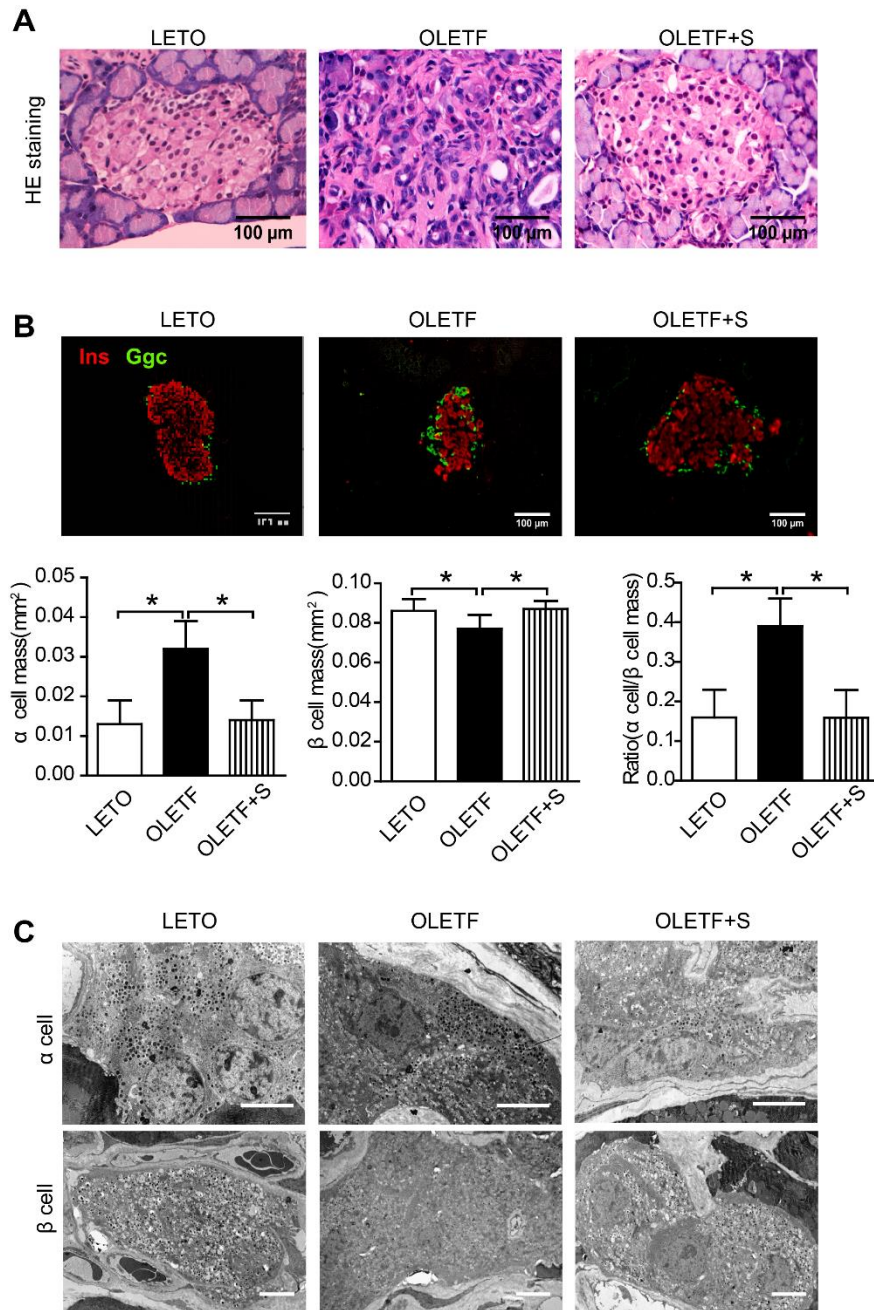 A
LETO OLETF OLETF+S
HE staining
100 µm 100 µm 100 µm
B
LETO OLETF OLETF+S
Ins Ggc
100 µm 100 µm
α cell mass(mm²)
0.05
0.04
0.03
0.02
0.01
0.00
* *
LETO OLETF OLETF+S
β cell mass(mm²)
0.10
0.08
0.06
0.04
0.02
0.00
* *
LETO OLETF OLETF+S
Ratio(α cell/β cell mass)
0.5
0.4
0.3
0.2
0.1
0.0
* *
LETO OLETF OLETF+S
C
LETO OLETF OLETF+S
α cell
β cell